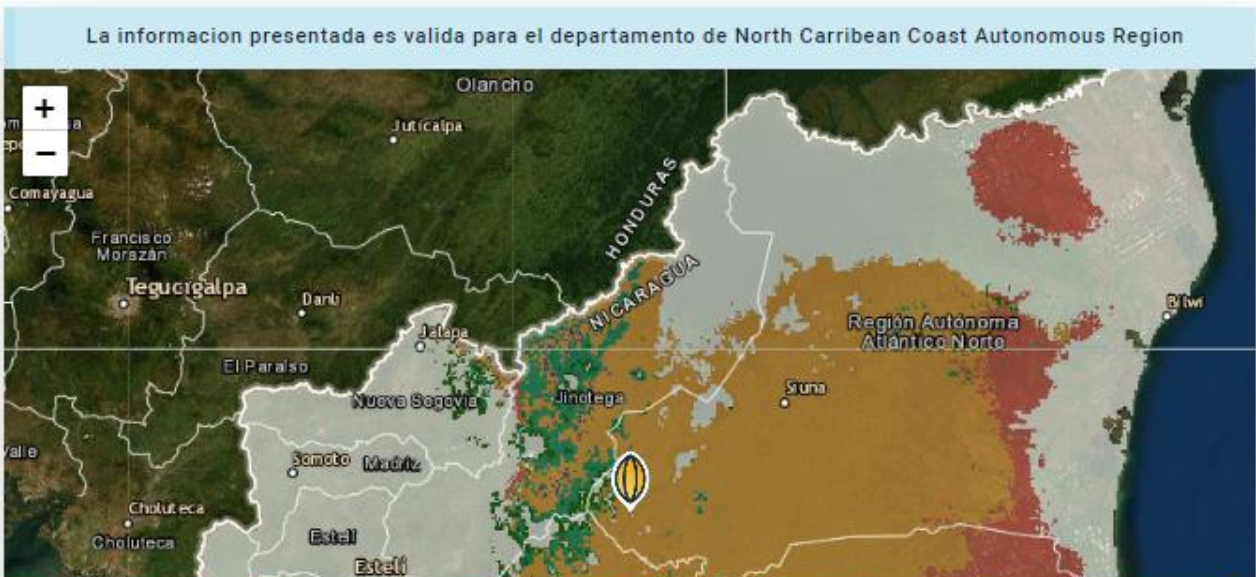 La informacion presentada es valida para el departamento de North Carribean Coast Autonomous Region
+
−
Olancho
Juticalpa
Comayagua
HONDURAS
NICARAGUA
Francisco
Morazán
Tegucigalpa
Danlí
Bilwi
Región Autónoma
Atlántico Norte
Jalapa
El Paraíso
Siuna
Nueva Segovia
Jinotega
Valle
Somoto
Madriz
Choluteca
Choluteca
Estelí
Estelí